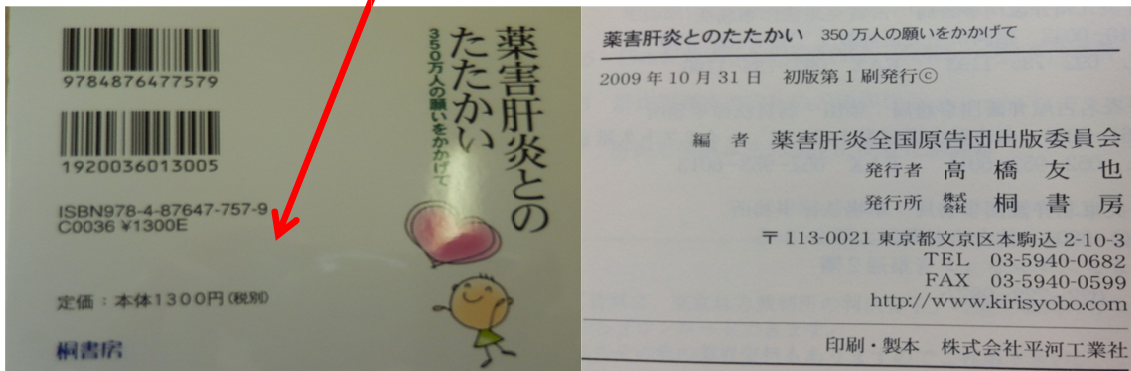 9784876477579
1920036013005
ISBN978-4-87647-757-9
C0036 ¥1300E
定価：本体1300円(税別)
桐書房
薬害肝炎との
たたかい
350万人の願いをかかげて
薬害肝炎とのたたかい 350万人の願いをかかげて
2009年10月31日 初版第1刷発行©
編者 薬害肝炎全国原告団出版委員会
発行者 高橋友也
発行所 株式会社 桐書房
〒113-0021 東京都文京区本駒込2-10-3
TEL 03-5940-0682
FAX 03-5940-0599
http://www.kirisyobo.com
印刷・製本 株式会社平河工業社